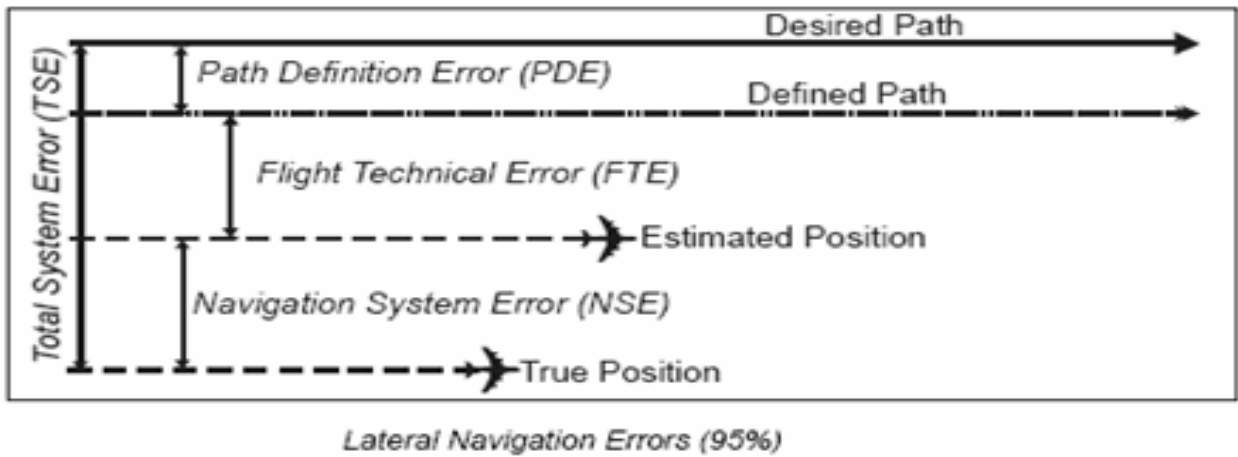 Desired Path
Path Definition Error (PDE)
Defined Path
Total System Error (TSE)
Flight Technical Error (FTE)
Estimated Position
Navigation System Error (NSE)
True Position
Lateral Navigation Errors (95%)